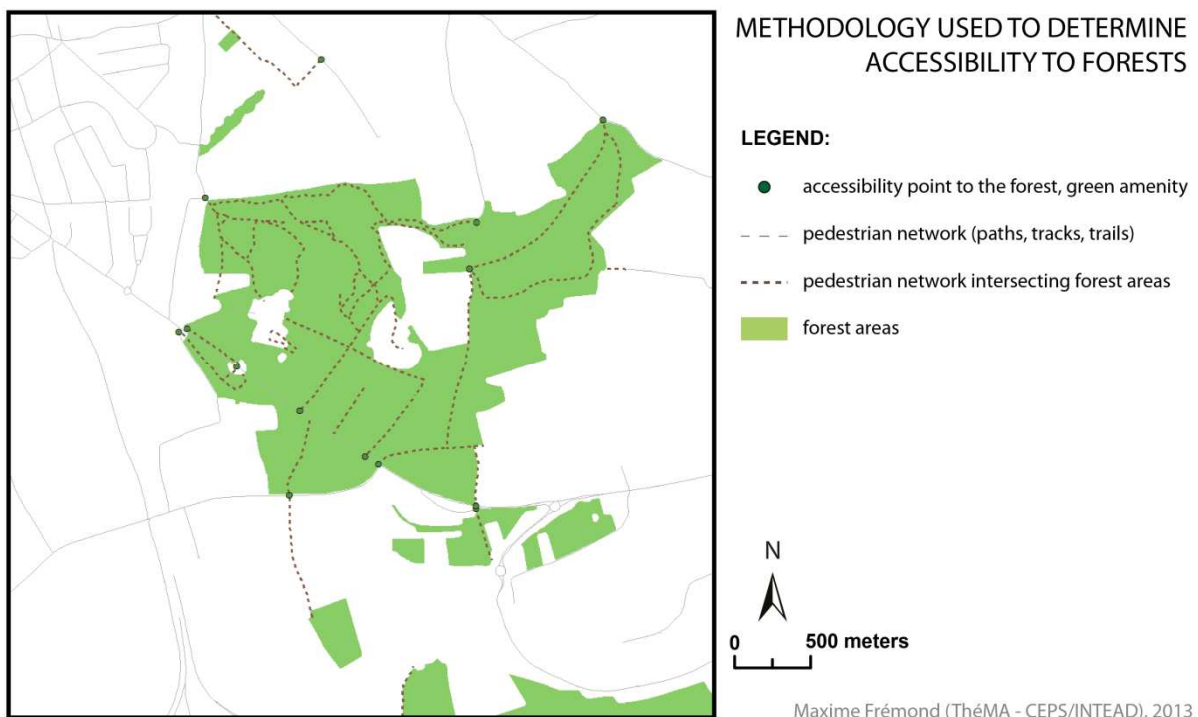 METHODOLOGY USED TO DETERMINE
ACCESSIBILITY TO FORESTS
LEGEND:
accessibility point to the forest, green amenity
pedestrian network (paths, tracks, trails)
pedestrian network intersecting forest areas
forest areas
N
0 500 meters
Maxime Frémond (ThéMA - CEPS/INTEAD), 2013